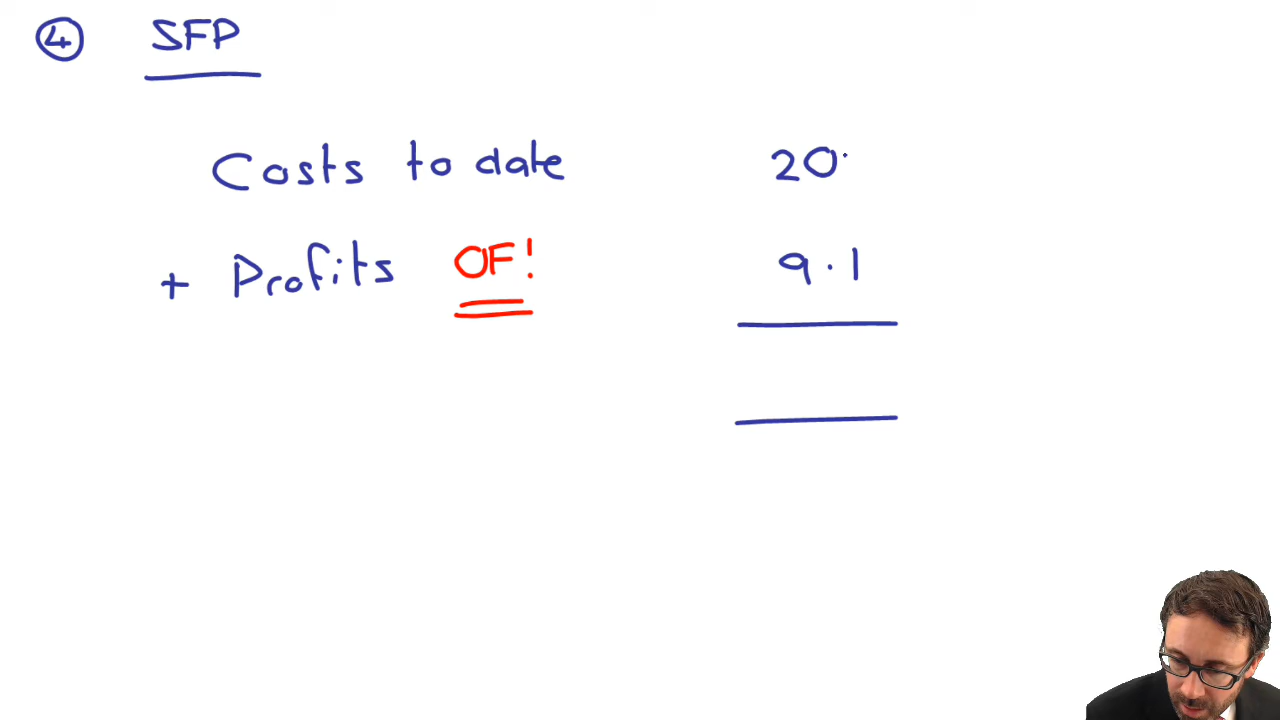 ④ SFP
Costs to date 20·
+ Profits OF! 9.1